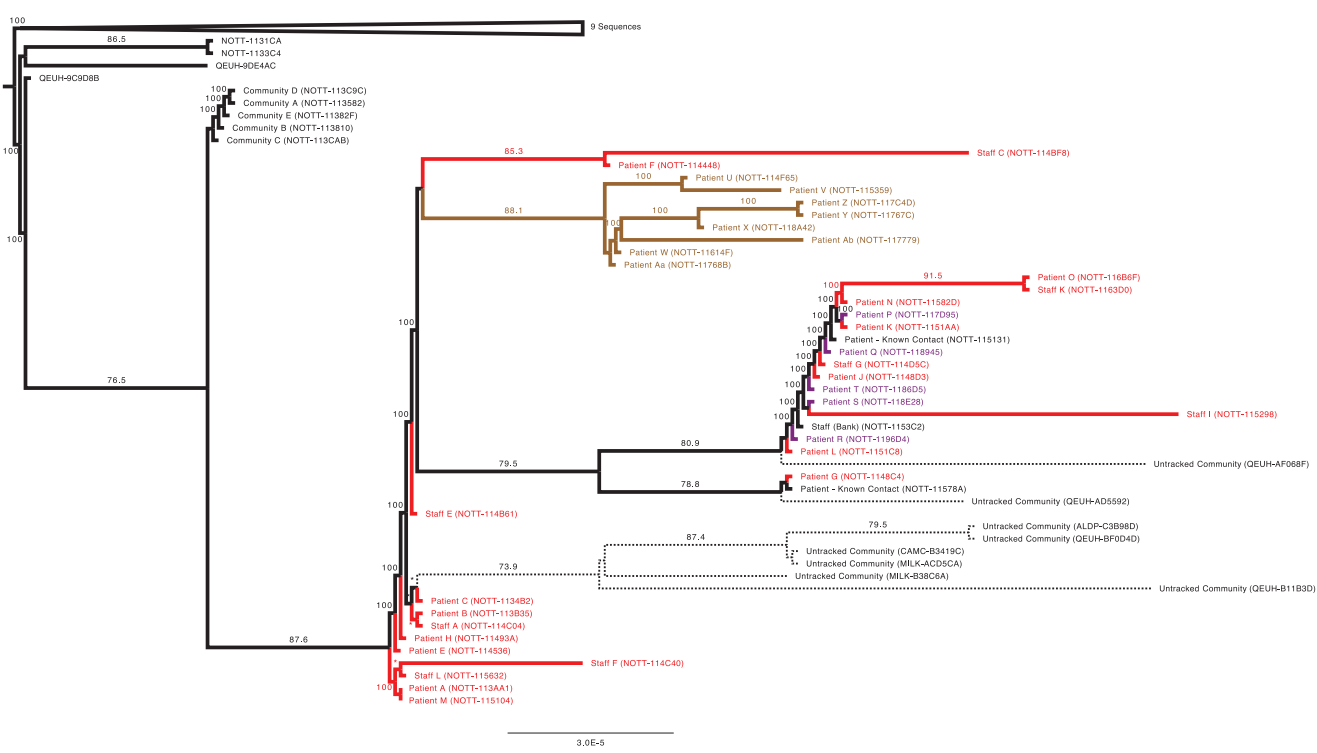 100
9 Sequences
86.5
NOTT-1131CA
NOTT-1133C4
QEUH-9DE4AC
QEUH-9C9D8B
100
100
100
Community D (NOTT-113C9C)
100
Community A (NOTT-113582)
100
Community E (NOTT-11382F)
Community B (NOTT-113810)
Community C (NOTT-113CAB)
76.5
85.3
Staff C (NOTT-114BF8)
Patient F (NOTT-114448)
100
Patient U (NOTT-114F65)
Patient V (NOTT-115359)
88.1
100
Patient Z (NOTT-117C4D)
100
Patient Y (NOTT-11767C)
100
Patient X (NOTT-118A42)
Patient Ab (NOTT-117779)
Patient W (NOTT-11614F)
Patient Aa (NOTT-11768B)
91.5
Patient O (NOTT-116B6F)
100
Staff K (NOTT-1163D0)
100
Patient N (NOTT-11582D)
100
100
Patient P (NOTT-117D95)
100
Patient K (NOTT-1151AA)
100
Patient - Known Contact (NOTT-115131)
100
Patient Q (NOTT-118945)
100
Staff G (NOTT-114D5C)
100
Patient J (NOTT-1148D3)
100
Patient T (NOTT-1186D5)
100
Patient S (NOTT-118E28)
100
Staff I (NOTT-115298)
Staff (Bank) (NOTT-1153C2)
Patient R (NOTT-1196D4)
80.9
Patient L (NOTT-1151C8)
79.5
Untracked Community (QEUH-AF068F)
78.8
Patient G (NOTT-1148C4)
Patient - Known Contact (NOTT-11578A)
Untracked Community (QEUH-AD5592)
100
100
Staff E (NOTT-114B61)
79.5
Untracked Community (ALDP-C3B98D)
87.4
Untracked Community (QEUH-BF0D4D)
Untracked Community (CAMC-B3419C)
Untracked Community (MILK-ACD5CA)
73.9
Untracked Community (MILK-B38C6A)
Untracked Community (QEUH-B11B3D)
100
Patient C (NOTT-1134B2)
100
Patient B (NOTT-113B35)
Staff A (NOTT-114C04)
87.6
Patient H (NOTT-11493A)
Patient E (NOTT-114536)
Staff F (NOTT-114C40)
Staff L (NOTT-115632)
100
Patient A (NOTT-113AA1)
Patient M (NOTT-115104)
3.0E-5